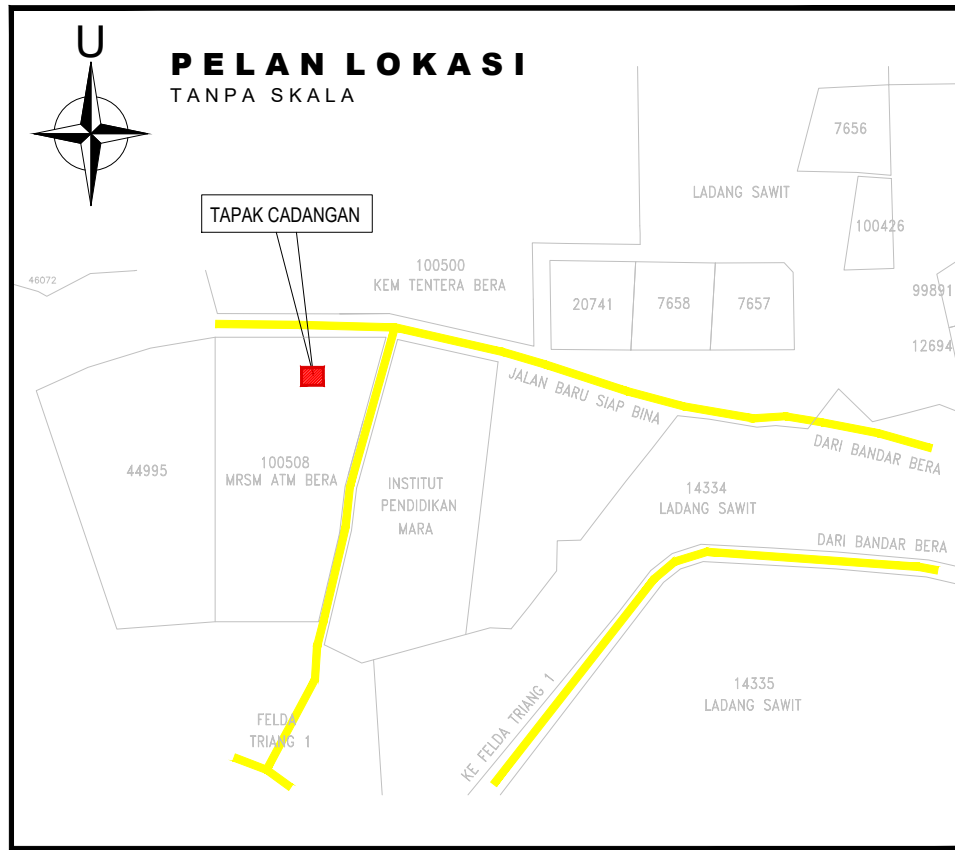 U
PELAN LOKASI
TANPA SKALA
7656
LADANG SAWIT
TAPAK CADANGAN
100426
100500
KEM TENTERA BERA
46072
99891
20741
7658
7657
12694
JALAN BARU SIAP BINA
DARI BANDAR BERA
44995
100508
MRSM ATM BERA
INSTITUT
PENDIDIKAN
MARA
14334
LADANG SAWIT
DARI BANDAR BERA
14335
LADANG SAWIT
KE FELDA TRIANG 1
FELDA
TRIANG 1